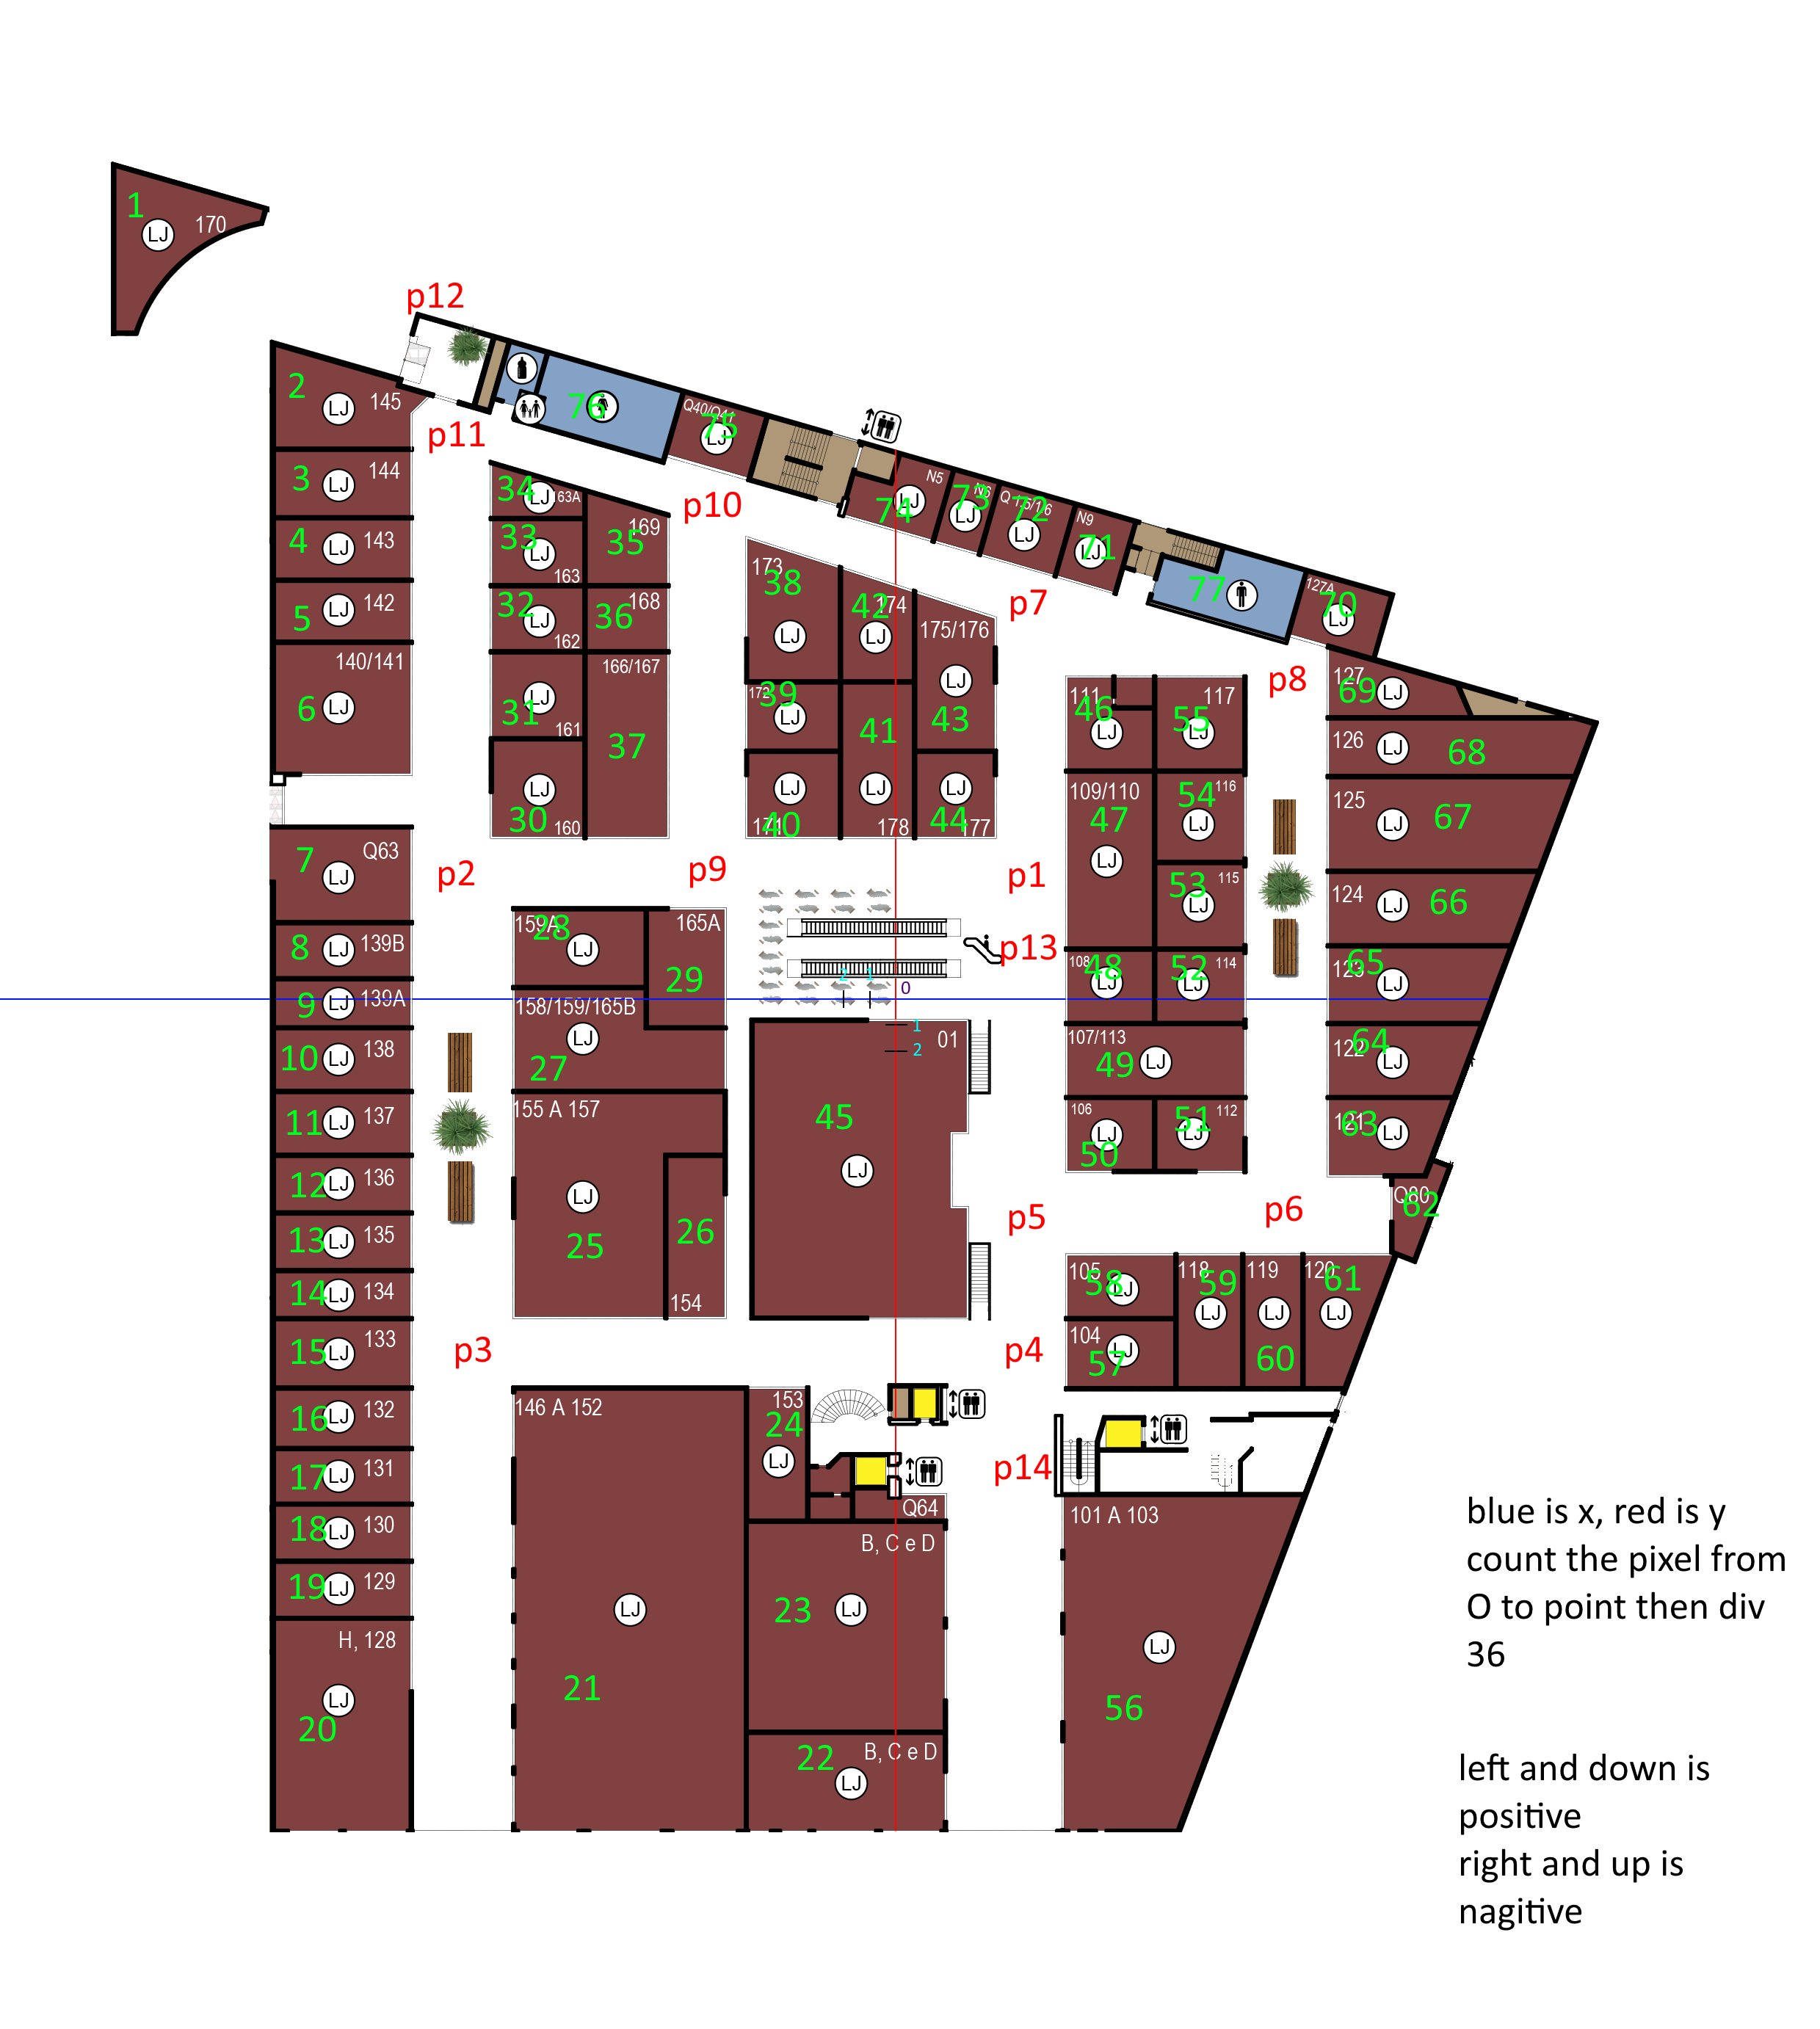 1
LJ
170
p12
2
LJ
145
p11
76
Q40/Q41
75
LJ
3
LJ
144
34
LJ
163A
p10
N5
LJ
74
N6
73
LJ
Q 15/16
72
LJ
N9
71
LJ
4
LJ
143
33
LJ
163
169
35
173
38
LJ
42
174
LJ
p7
77
127A
70
LJ
5
LJ
142
32
LJ
162
168
36
175/176
LJ
43
140/141
6
LJ
31
LJ
161
166/167
37
172
39
LJ
41
111
46
LJ
117
55
LJ
p8
127
69
LJ
126
LJ
68
30
LJ
160
171
40
LJ
LJ
178
44
LJ
177
109/110
47
LJ
54
116
LJ
125
LJ
67
7
Q63
LJ
p2
p9
p1
53
115
LJ
124
LJ
66
8
LJ
139B
159A
28
LJ
165A
29
p13
108
48
LJ
52
114
LJ
123
65
LJ
9
LJ
139A
158/159/165B
LJ
27
2
1
0
1
2
01
10
LJ
138
107/113
49
LJ
122
64
LJ
11
LJ
137
155 A 157
45
LJ
106
LJ
50
51
112
LJ
121
63
LJ
12
LJ
136
LJ
25
26
154
p5
p6
Q80
62
13
LJ
135
14
LJ
134
105
58
LJ
118
59
LJ
119
LJ
60
120
61
LJ
15
LJ
133
p3
p4
104
57
LJ
16
LJ
132
146 A 152
153
24
LJ
17
LJ
131
p14
18
LJ
130
Q64
101 A 103
19
LJ
129
LJ
21
B, C e D
23
LJ
LJ
56
H, 128
LJ
20
22
B, C e D
LJ
blue is x, red is y
count the pixel from
O to point then div
36
left and down is
positive
right and up is
nagitive